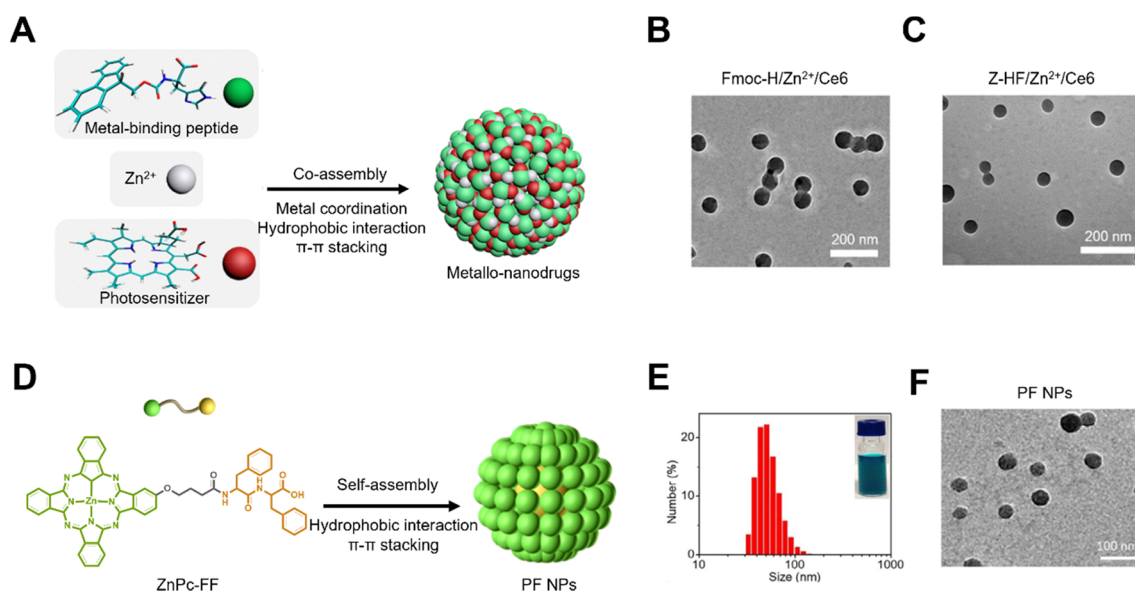 A
Metal-binding peptide
Zn2+
Photosensitizer
Co-assembly
Metal coordination
Hydrophobic interaction
π-π stacking
Metallo-nanodrugs
B
Fmoc-H/Zn2+/Ce6
200 nm
C
Z-HF/Zn2+/Ce6
200 nm
D
N
N
N
N
Zn
N
N
N
N
O
O
N
H
O
H
N
O
OH
ZnPc-FF
Self-assembly
Hydrophobic interaction
π-π stacking
PF NPs
E
Number (%)
20
10
0
10
100
1000
Size (nm)
F
PF NPs
100 nm